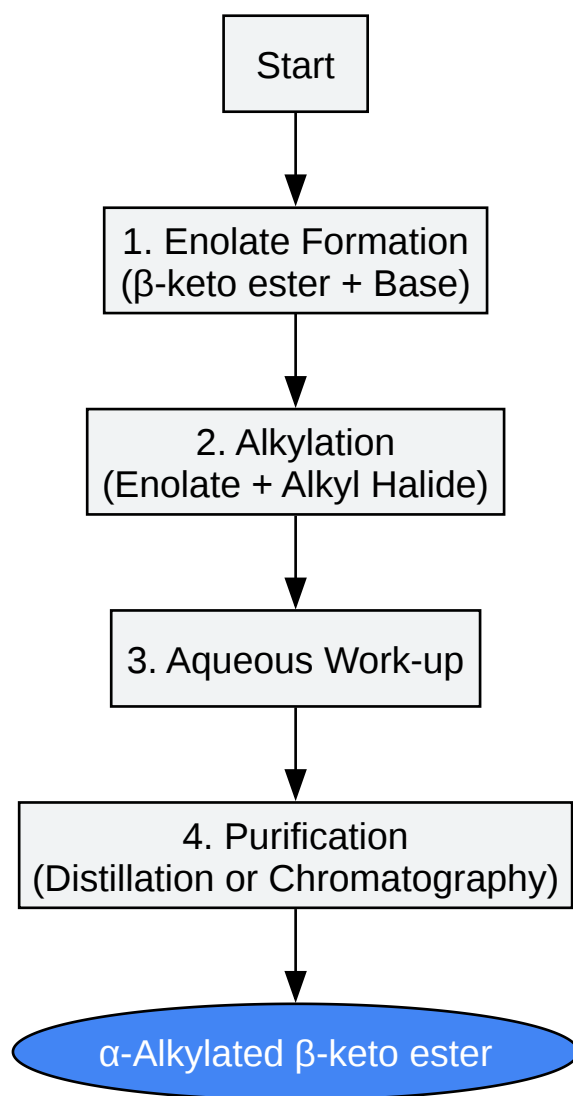 Start
1. Enolate Formation
(β-keto ester + Base)
2. Alkylation
(Enolate + Alkyl Halide)
3. Aqueous Work-up
4. Purification
(Distillation or Chromatography)
α-Alkylated β-keto ester